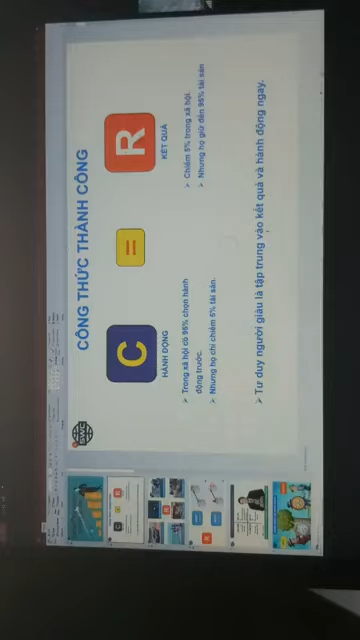 CÔNG THỨC THÀNH CÔNG
C
=
R
HÀNH DỘNG
KẾT QUẢ
➢ Trong xã hội có 95% chọn hành
động trước.
➢ Nhưng họ chỉ chiếm 5% tài sản.
➢ Chiếm 5% trong xã hội.
➢ Nhưng họ giữ đến 95% tài sản
➢ Tư duy người giàu là tập trung vào kết quả và hành động ngay.